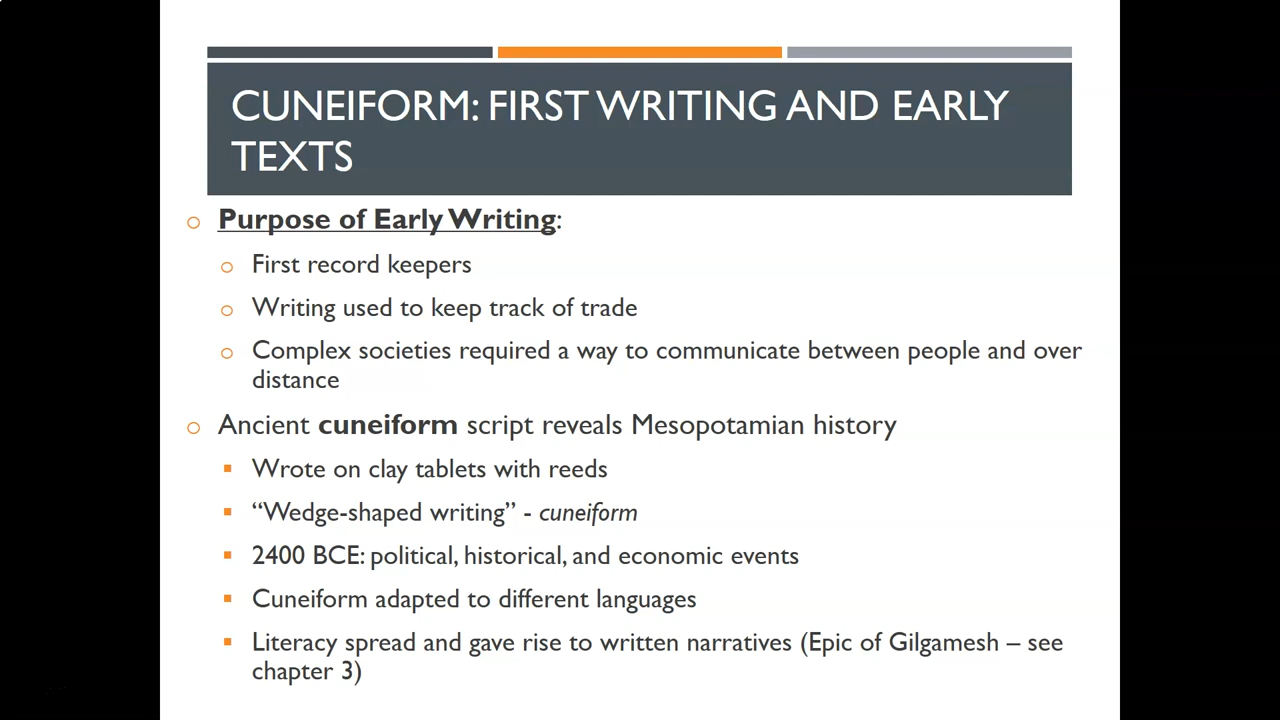 CUNEIFORM: FIRST WRITING AND EARLY
TEXTS
Purpose of Early Writing:
First record keepers
Writing used to keep track of trade
Complex societies required a way to communicate between people and over
distance
Ancient cuneiform script reveals Mesopotamian history
Wrote on clay tablets with reeds
“Wedge-shaped writing” - cuneiform
2400 BCE: political, historical, and economic events
Cuneiform adapted to different languages
Literacy spread and gave rise to written narratives (Epic of Gilgamesh – see
chapter 3)